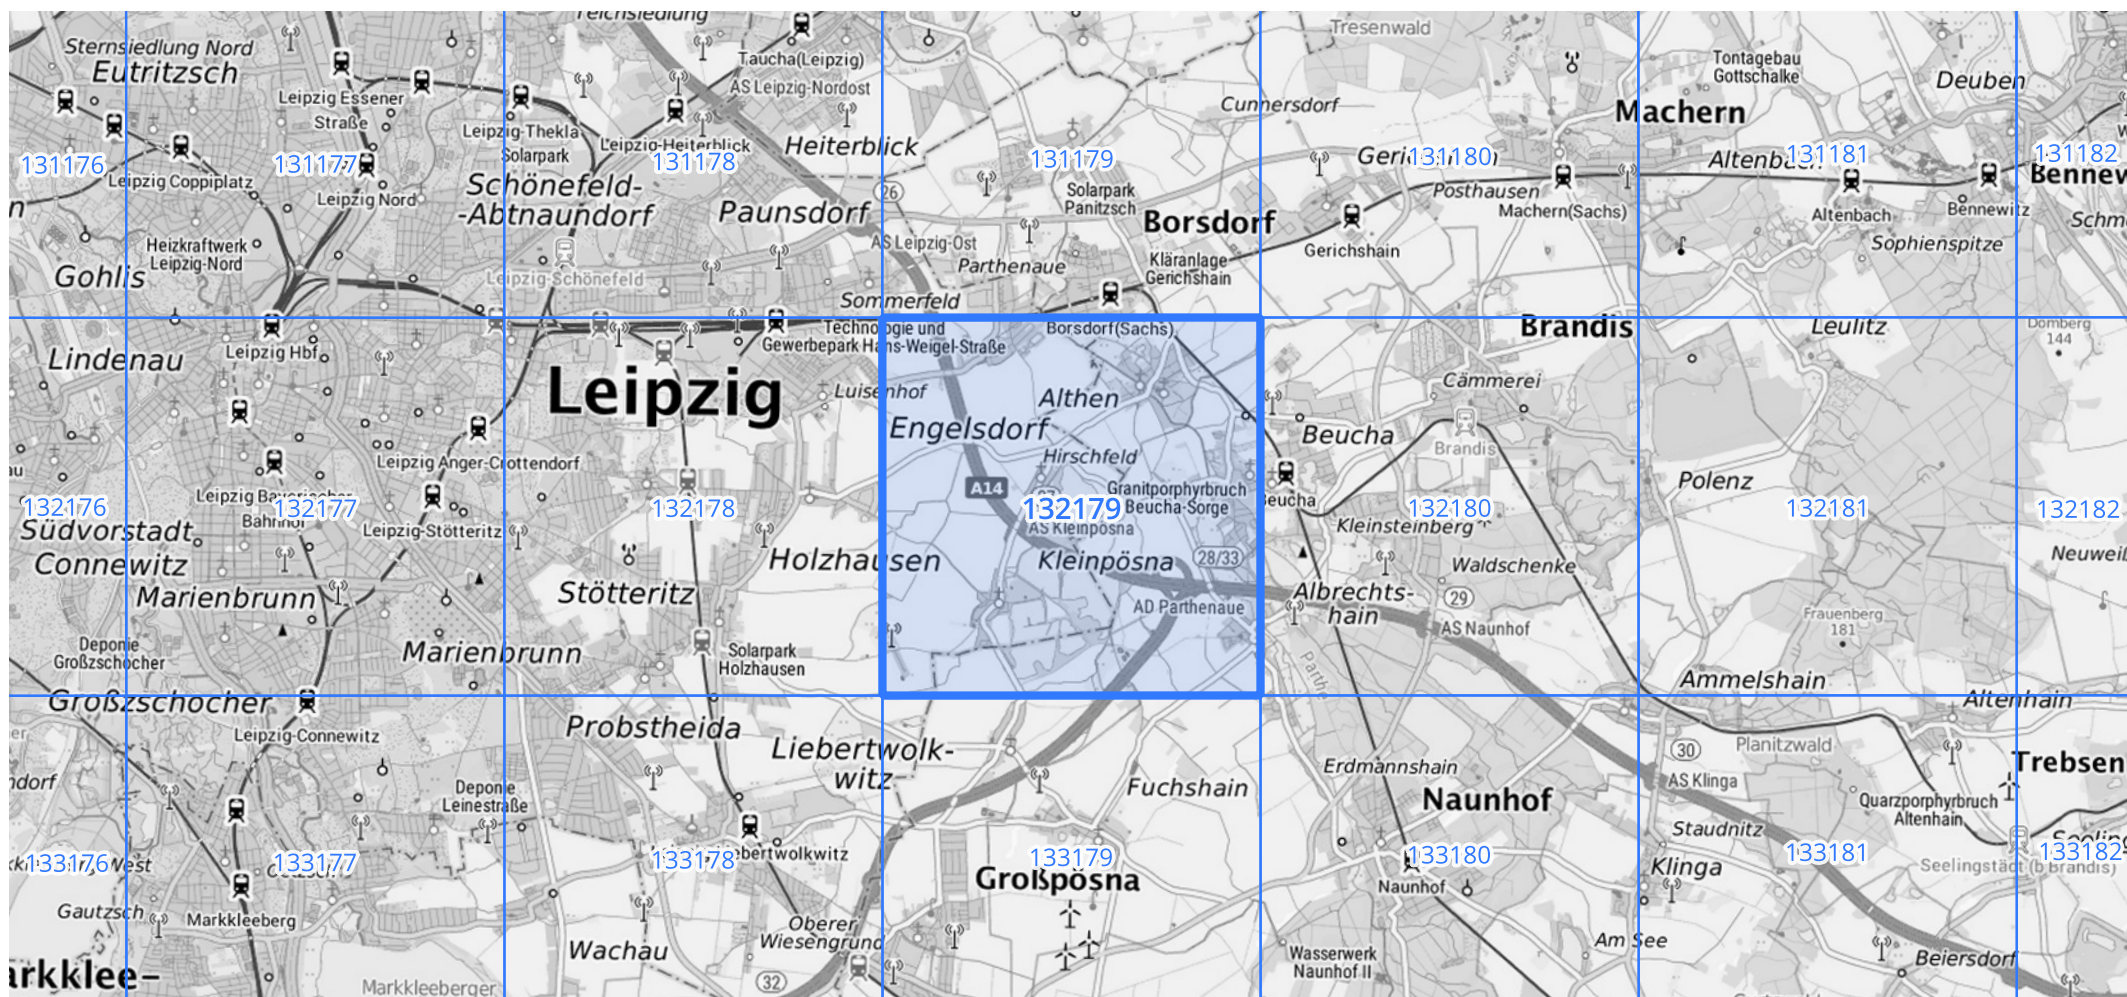 Teichsiedlung
Sternsiedlung Nord
Eutritzsch
Leipzig Essener
Straße
Leipzig-Thekla
Solarpark
Taucha(Leipzig)
AS Leipzig-Nordost
Leipzig-Heiterblick
Heiterblick
Tresenwald
Cunnersdorf
Tontagebau
Gottschalke
Deuben
Machern
131176
131177
131178
131179
131180
131181
131182
Leipzig Coppiplatz
Leipzig Nord
Schönefeld-
-Abtnaundorf
Paunsdorf
26
Solarpark
Panitzsch
Borsdorf
Posthausen
Machern(Sachs)
Altenbach
Altenbach
Bennewitz
Sophienspitze
Heizkraftwerk
Leipzig-Nord
Gohlis
Leipzig-Schönefeld
AS Leipzig-Ost
Parthenaue
Kläranlage
Gerichshain
Gerichshain
Sommerfeld
Lindenau
Leipzig Hbf
Leipzig
Technologie und
Gewerbepark Hans-Weigel-Straße
Borsdorf(Sachs)
Brandis
Leulitz
Domberg
144
Luisenhof
Althen
Cämmerei
Engelsdorf
Hirschfeld
Beucha
Brandis
Leipzig Anger-Crottendorf
Leipzig Bayerischer
Bahnhof
Leipzig-Stötteritz
A14
Granitporphyrbruch
Beucha-Sorge
Beucha
Polenz
132176
132177
132178
132179
132180
132181
132182
AS Kleinpösna
Kleinsteinberg
Südvorstadt
Connewitz
Marienbrunn
Stötteritz
Holzhausen
Kleinpösna
28/33
Waldschenke
AD Parthenaue
Albrechts-
hain
29
AS Naunhof
Frauenberg
181
Deponie
Großzschocher
Marienbrunn
Solarpark
Holzhausen
Parthe
Ammelshain
Großzschocher
Altenhain
Leipzig-Connewitz
Probstheida
Liebertwolk-
witz
Planitzwald
30
AS Klinga
Erdmannshain
Fuchshain
Naunhof
Deponie
Leinestraße
Quarzporphyrbruch
Altenhain
Staudnitz
Klinga
133176
133177
133178
133179
133180
133181
133182
Großpösna
Naunhof
Seelingstädt (b Brandis)
Gautzsch
Markkleeberg
Oberer
Wiesengrund
Wachau
Wasserwerk
Naunhof II
Am See
Beiersdorf
Markkleeberger
32